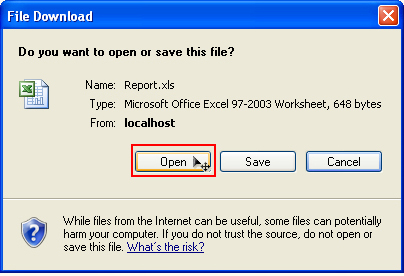 File Download
Do you want to open or save this file?
Name: Report.xls
Type: Microsoft Office Excel 97-2003 Worksheet, 648 bytes
From: localhost
Open Save Cancel
While files from the Internet can be useful, some files can potentially
harm your computer. If you do not trust the source, do not open or
save this file. What's the risk?